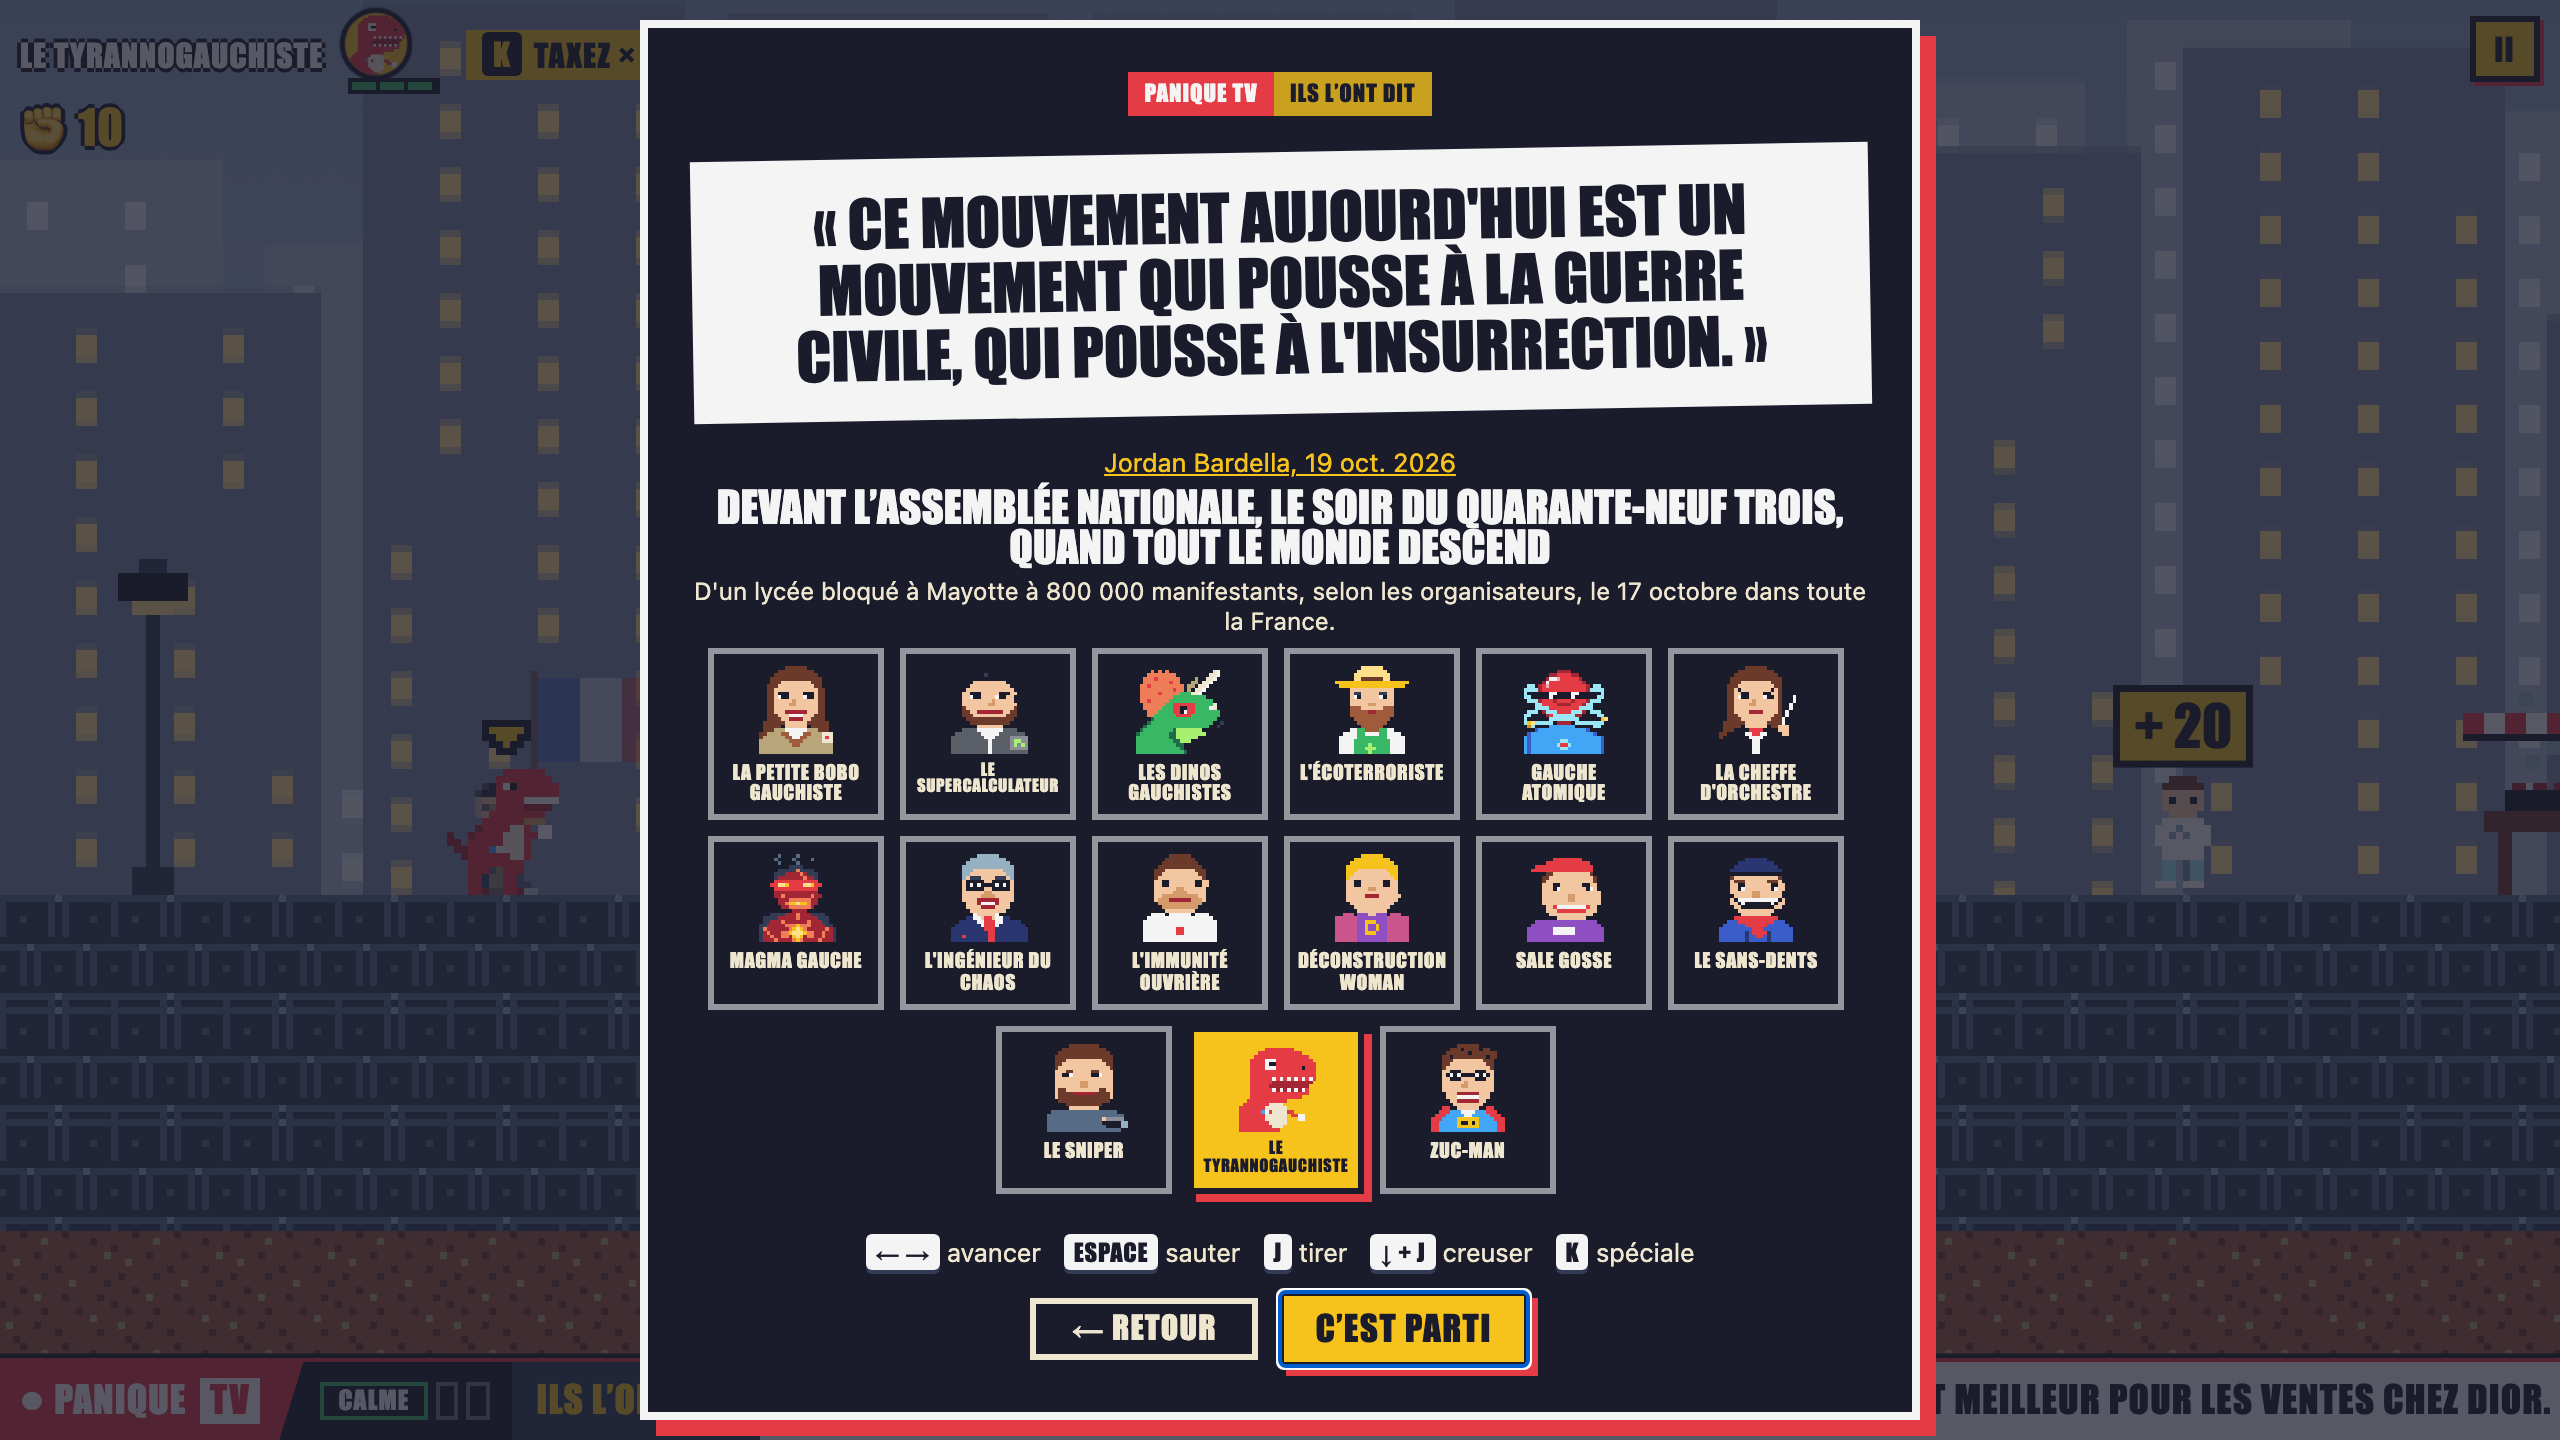 LE TYRANNOGAUCHISTE
K TAXEZ ×
10
PANIQUE TV ILS L'ONT DIT
« CE MOUVEMENT AUJOURD'HUI EST UN
MOUVEMENT QUI POUSSE À LA GUERRE
CIVILE, QUI POUSSE À L'INSURRECTION. »
Jordan Bardella, 19 oct. 2026
DEVANT L’ASSEMBLÉE NATIONALE, LE SOIR DU QUARANTE-NEUF TROIS,
QUAND TOUT LE MONDE DESCEND
D'un lycée bloqué à Mayotte à 800 000 manifestants, selon les organisateurs, le 17 octobre dans toute
la France.
LA PETITE BOBO
GAUCHISTE
LE
SUPERCALCULATEUR
LES DINOS
GAUCHISTES
L'ÉCOTERRORISTE
GAUCHE
ATOMIQUE
LA CHEFFE
D'ORCHESTRE
+ 20
MAGMA GAUCHE
L'INGÉNIEUR DU
CHAOS
L'IMMUNITÉ
OUVRIÈRE
DÉCONSTRUCTION
WOMAN
SALE GOSSE
LE SANS-DENTS
LE SNIPER
LE
TYRANNOGAUCHISTE
ZUC-MAN
←→ avancer ESPACE sauter J tirer ↓ + J creuser K spéciale
← RETOUR
C’EST PARTI
PANIQUE TV CALME ILS L'O
T MEILLEUR POUR LES VENTES CHEZ DIOR.